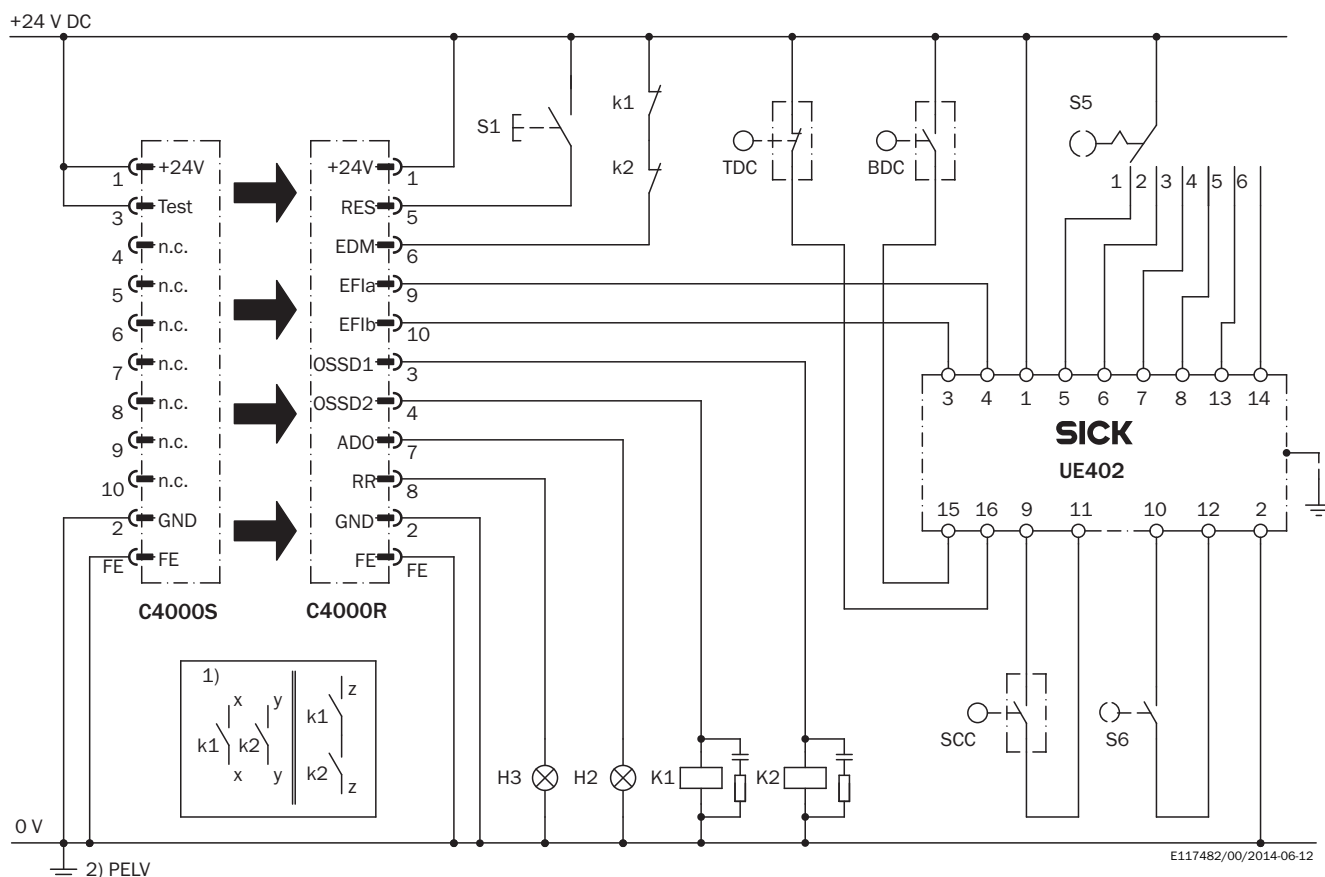 +24 V DC
S1
k1
k2
TDC
BDC
S5
1 2 3 4 5 6
1 +24V
3 Test
4 n.c.
5 n.c.
6 n.c.
7 n.c.
8 n.c.
9 n.c.
10 n.c.
2 GND
FE FE
C4000S
+24V 1
RES 5
EDM 6
EFIa 9
EFIb 10
OSSD1 3
OSSD2 4
ADO 7
RR 8
GND 2
FE FE
C4000R
3 4 1 5 6 7 8 13 14
SICK
UE402
15 16 9 11 10 12 2
1)
x y z
k1 k2 k1
x y k2 z
H3 H2 K1 K2
SCC S6
0 V
2) PELV
E117482/00/2014-06-12